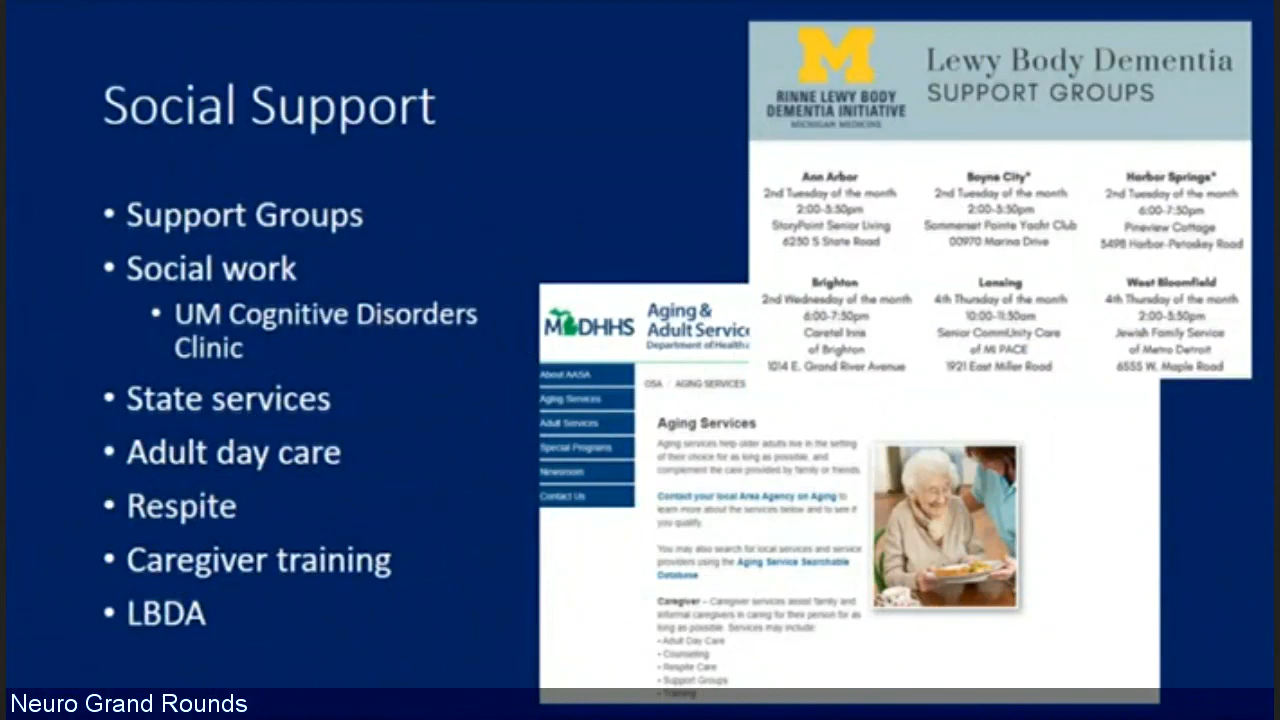 Social Support
• Support Groups
• Social work
• UM Cognitive Disorders
Clinic
• State services
• Adult day care
• Respite
• Caregiver training
• LBDA
M
RINNE LEWY BODY
DEMENTIA INITIATIVE
MICHIGAN MEDICINE
Lewy Body Dementia
SUPPORT GROUPS
Ann Arbor
2nd Tuesday of the month
2:00-3:30pm
StoryPoint Senior Living
6230 S State Road
Boyne City*
2nd Tuesday of the month
2:00-3:30pm
Sommerset Pointe Yacht Club
00970 Marina Drive
Harbor Springs*
2nd Tuesday of the month
6:00-7:30pm
Pineview Cottage
5498 Harbor-Petoskey Road
Brighton
2nd Wednesday of the month
6:00-7:30pm
Caretel Inns
of Brighton
1014 E. Grand River Avenue
Lansing
4th Thursday of the month
10:00-11:30am
Senior CommUnity Care
of MI PACE
1921 East Miller Road
West Bloomfield
4th Thursday of the month
2:00-3:30pm
Jewish Family Service
of Metro Detroit
6555 W. Maple Road
MDHHS
Aging &
Adult Service
Department of Health
About AASA
Aging Services
Adult Services
Special Programs
Newsroom
Contact Us
OSA / AGING SERVICES
Aging Services
Aging services help older adults live in the setting
of their choice for as long as possible, and
complement the care provided by family or friends.
Contact your local Area Agency on Aging to
learn more about the services below and to see if
you qualify.
You may also search for local services and service
providers using the Aging Service Searchable
Database
Caregiver – Caregiver services assist family and
informal caregivers in caring for their person for as
long as possible. Services may include:
• Adult Day Care
• Counseling
• Respite Care
• Support Groups
• Training
Neuro Grand Rounds